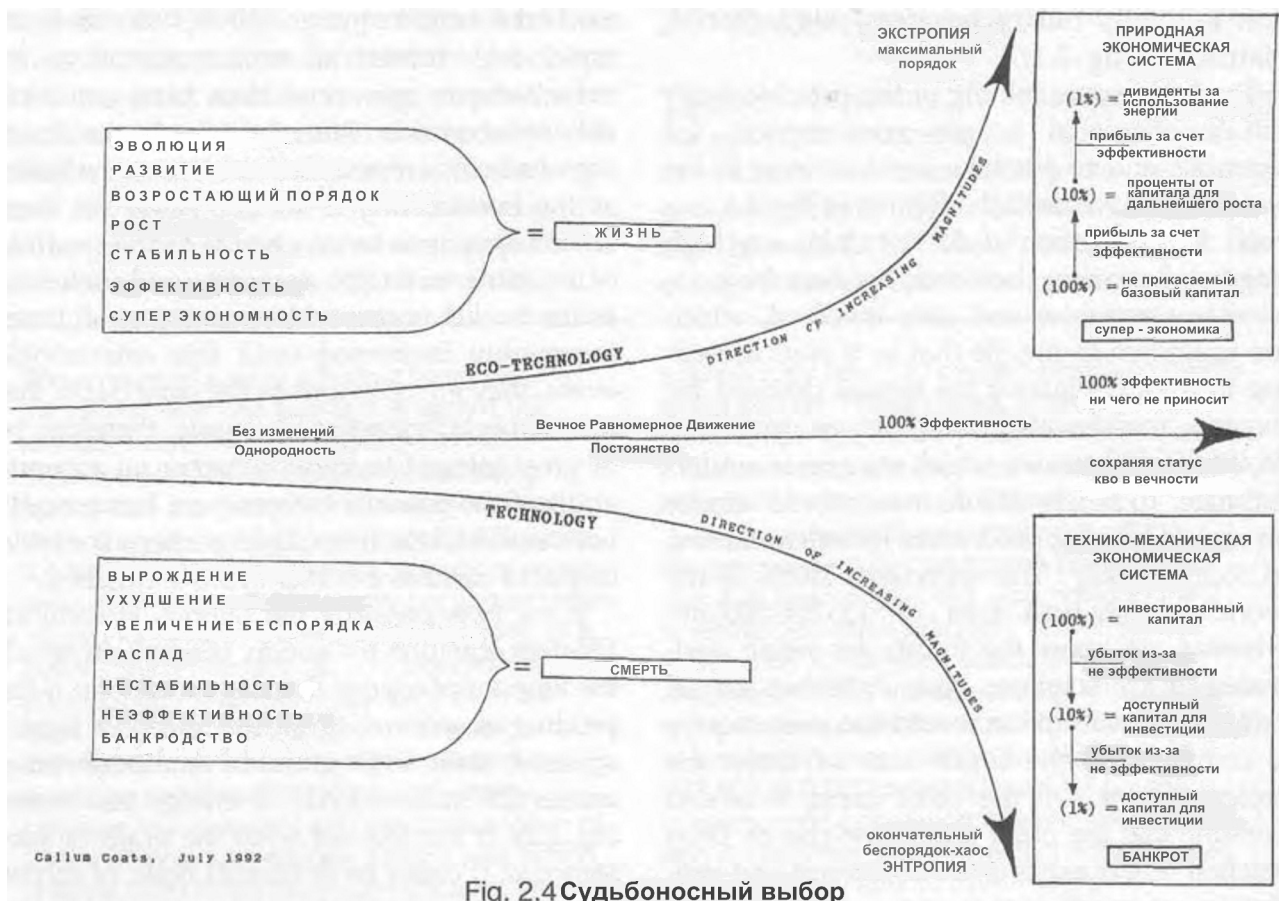 ЭКСТРОПИЯ
максимальный
порядок
ЭВОЛЮЦИЯ
РАЗВИТИЕ
ВОЗРОСТАЮЩИЙ ПОРЯДОК
РОСТ
СТАБИЛЬНОСТЬ
ЭФФЕКТИВНОСТЬ
СУПЕР ЭКОНОМНОСТЬ
= ЖИЗНЬ
ECO-TECHNOLOGY
DIRECTION OF INCREASING MAGNITUDES
ПРИРОДНАЯ
ЭКОНОМИЧЕСКАЯ
СИСТЕМА
(1%) = дивиденты за
использование
энергии
прибыль за счет
эффективности
(10%) = проценты от
капитала для
дальнейшего роста
прибыль за счет
эффективности
(100%) = не прикасаемый
базовый капитал
супер - экономика
100% эффективность
ни что не приносит
Без изменений
Однородность
Вечное Равномерное Движение
Постоянство
100% Эффективность
сохраняя статус
кво в вечности
TECHNOLOGY
DIRECTION OF INCREASING MAGNITUDES
ВЫРОЖДЕНИЕ
УХУДШЕНИЕ
УВЕЛИЧЕНИЕ БЕСПОРЯДКА
РАСПАД
НЕСТАБИЛЬНОСТЬ
НЕЭФФЕКТИВНОСТЬ
БАНКРОДСТВО
= СМЕРТЬ
ТЕХНИКО-МЕХАНИЧЕСКАЯ
ЭКОНОМИЧЕСКАЯ
СИСТЕМА
(100%) = инвестированный
капитал
убыток из-за
не эффективности
(10%) = доступный
капитал для
инвестиции
убыток из-за
не эффективности
(1%) = доступный
капитал для
инвестиции
БАНКРОТ
окончательный
беспорядок-хаос
ЭНТРОПИЯ
Callum Coats, July 1992
Fig. 2.4 Судьбоносный выбор